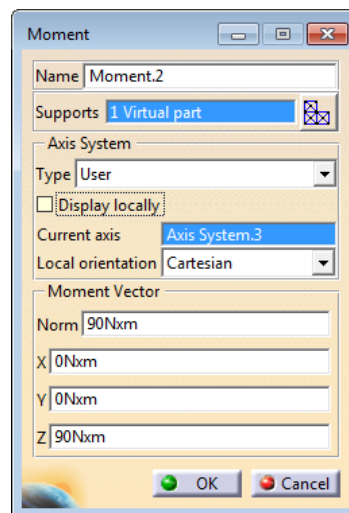 Moment
Name Moment.2
Supports 1 Virtual part
Axis System
Type User
Display locally
Current axis Axis System.3
Local orientation Cartesian
Moment Vector
Norm 90Nxm
X 0Nxm
Y 0Nxm
Z 90Nxm
OK Cancel